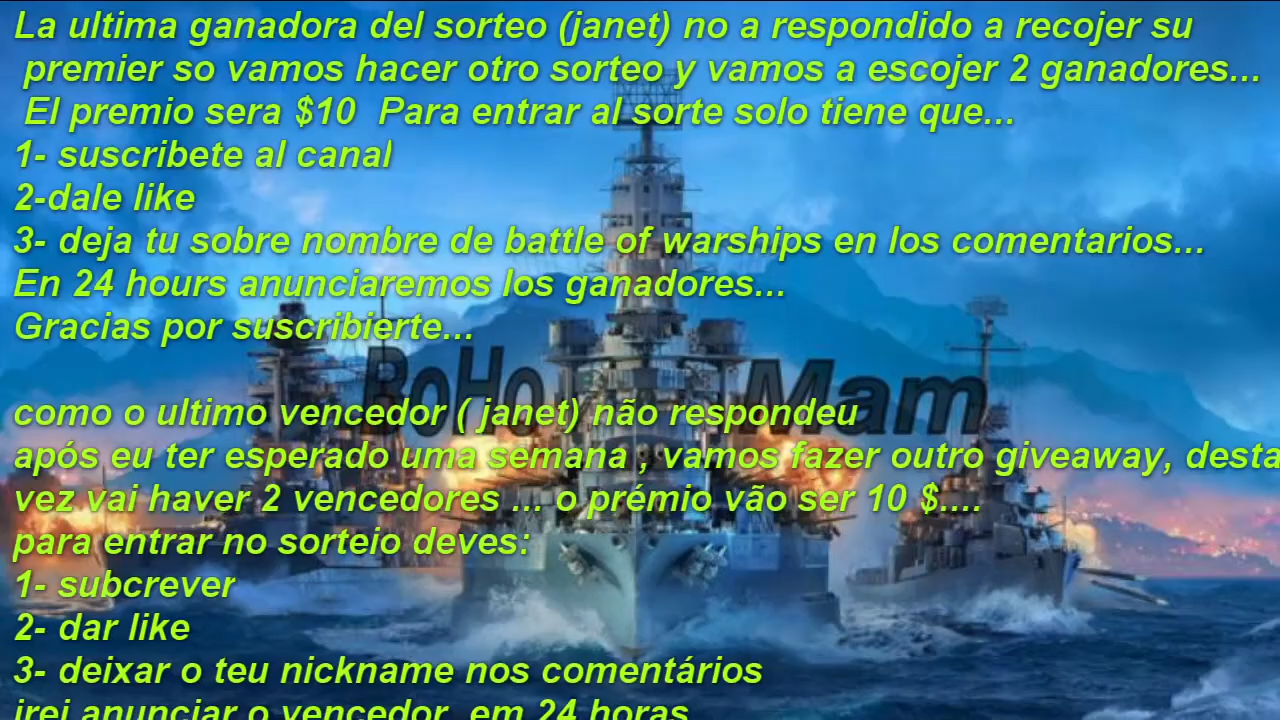 La ultima ganadora del sorteo (janet) no a respondido a recojer su
premier so vamos hacer otro sorteo y vamos a escojer 2 ganadores...
El premio sera $10  Para entrar al sorte solo tiene que...
1- suscribete al canal
2-dale like
3- deja tu sobre nombre de battle of warships en los comentarios...
En 24 hours anunciaremos los ganadores...
Gracias por suscribierte...
BoHo Mam
como o ultimo vencedor ( janet) não respondeu
após eu ter esperado uma semana , vamos fazer outro giveaway, desta
vez vai haver 2 vencedores ... o prémio vão ser 10 $....
para entrar no sorteio deves:
1- subcrever
2- dar like
3- deixar o teu nickname nos comentários
irei anunciar o vencedor  em 24 horas